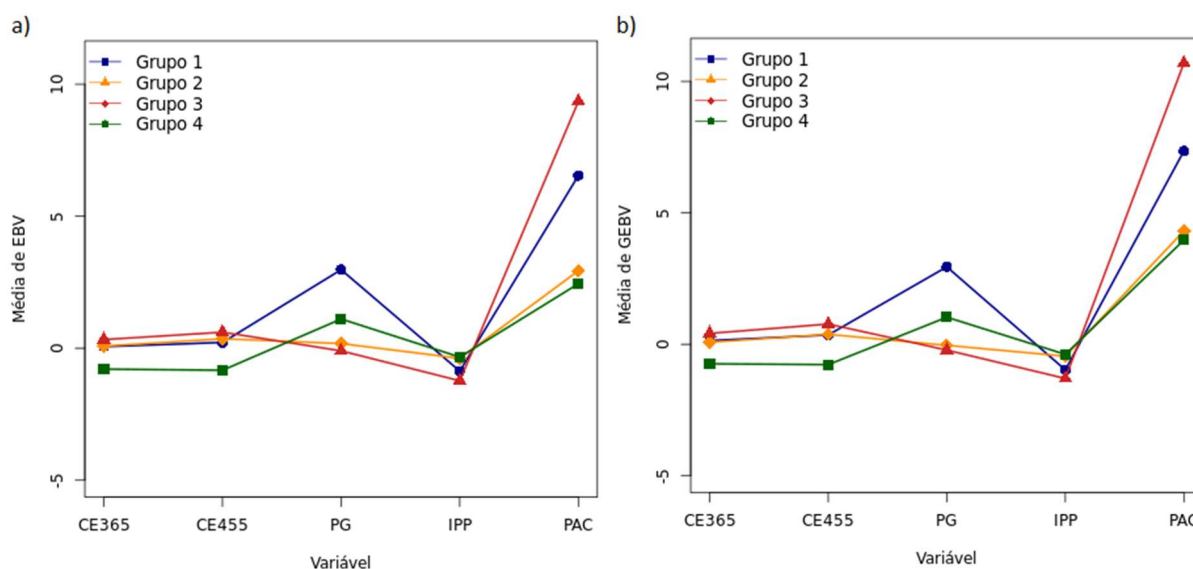 a)
Média de EBV
10
5
0
-5
Grupo 1
Grupo 2
Grupo 3
Grupo 4
CE365 CE455 PG IPP PAC
Variável
b)
Média de GEBV
10
5
0
-5
Grupo 1
Grupo 2
Grupo 3
Grupo 4
CE365 CE455 PG IPP PAC
Variável